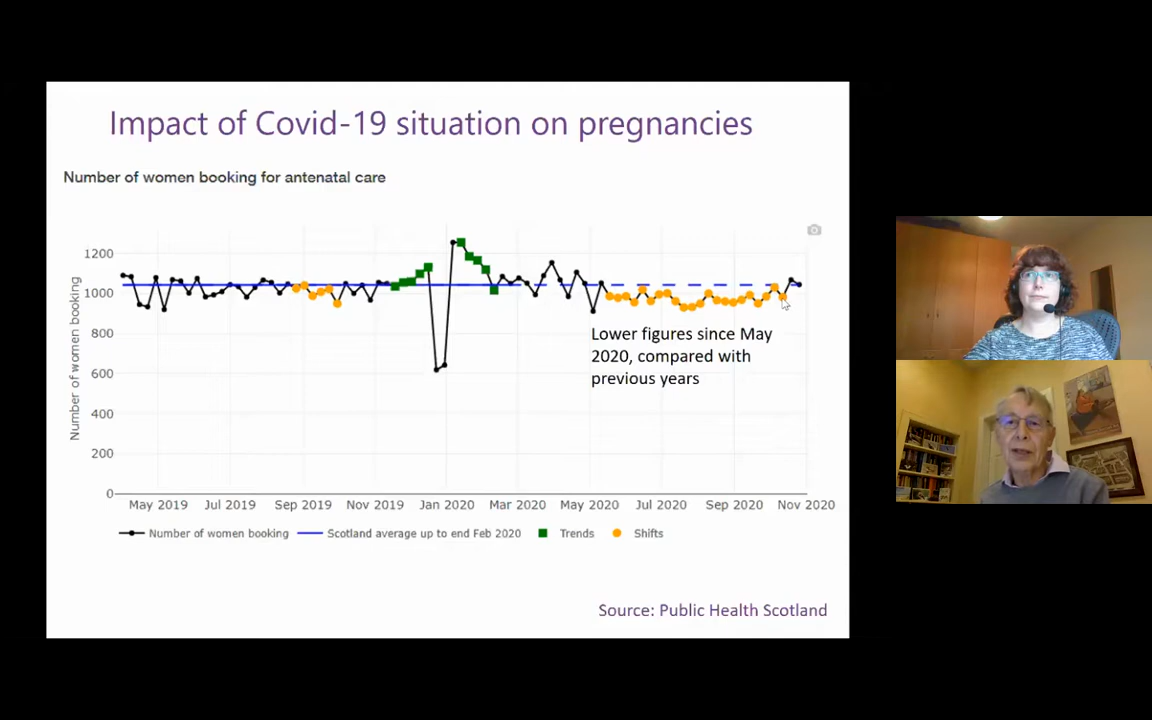 Impact of Covid-19 situation on pregnancies
Number of women booking for antenatal care
Number of women booking
1200
1000
800
600
400
200
0
May 2019
Jul 2019
Sep 2019
Nov 2019
Jan 2020
Mar 2020
May 2020
Jul 2020
Sep 2020
Nov 2020
Lower figures since May
2020, compared with
previous years
Number of women booking
Scotland average up to end Feb 2020
Trends
Shifts
Source: Public Health Scotland